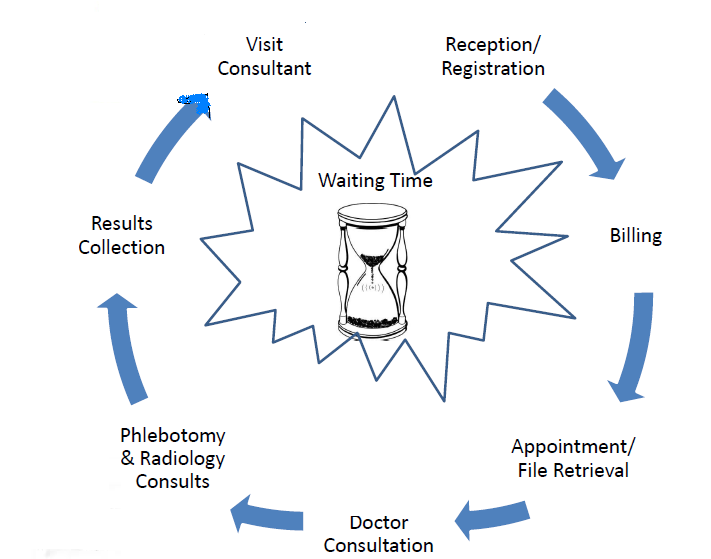 Visit
Consultant
Reception/
Registration
Waiting Time
Results
Collection
Billing
Phlebotomy
& Radiology
Consults
Appointment/
File Retrieval
Doctor
Consultation